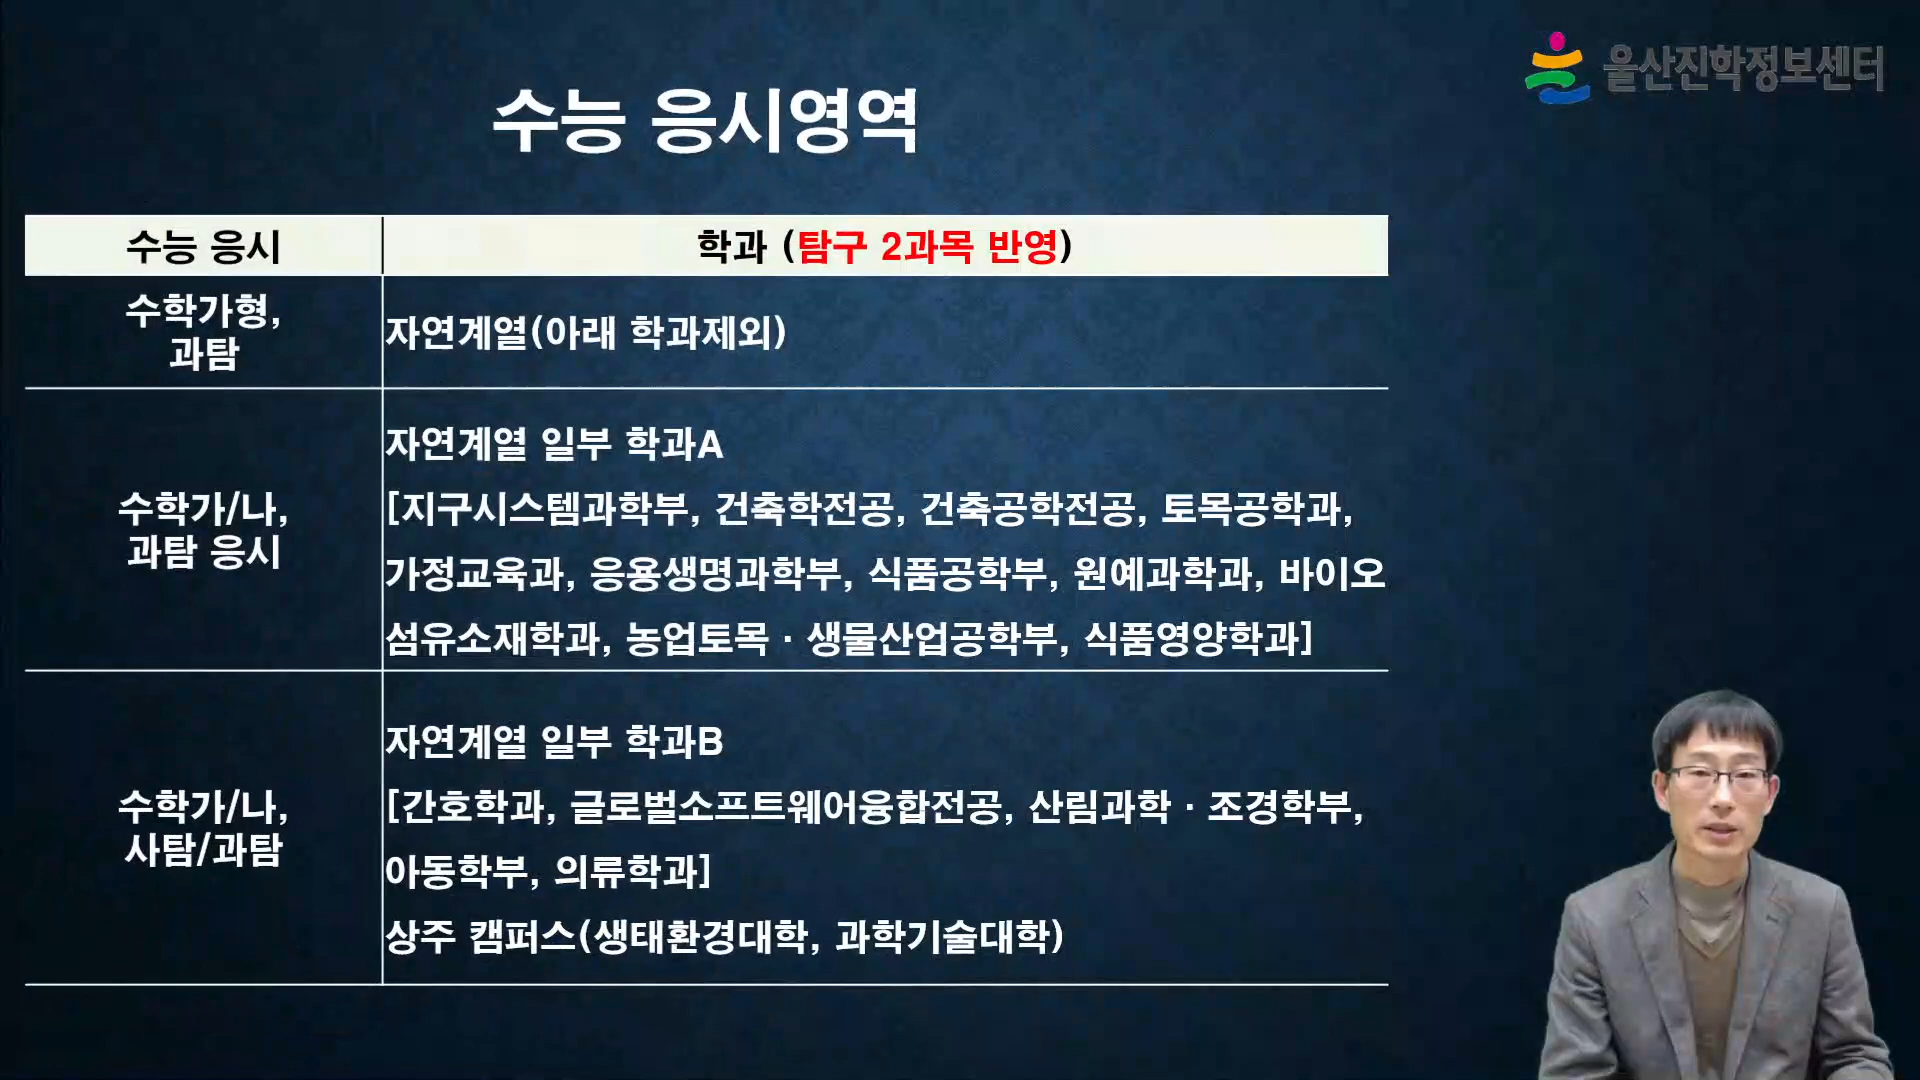 울산진학정보센터
수능 응시영역
수능 응시
학과 (탐구 2과목 반영)
수학가형,
과탐
자연계열(아래 학과제외)
수학가/나,
과탐 응시
자연계열 일부 학과A
[지구시스템과학부, 건축학전공, 건축공학전공, 토목공학과,
가정교육과, 응용생명과학부, 식품공학부, 원예과학과, 바이오
섬유소재학과, 농업토목 · 생물산업공학부, 식품영양학과]
수학가/나,
사탐/과탐
자연계열 일부 학과B
[간호학과, 글로벌소프트웨어융합전공, 산림과학 · 조경학부,
아동학부, 의류학과]
상주 캠퍼스(생태환경대학, 과학기술대학)